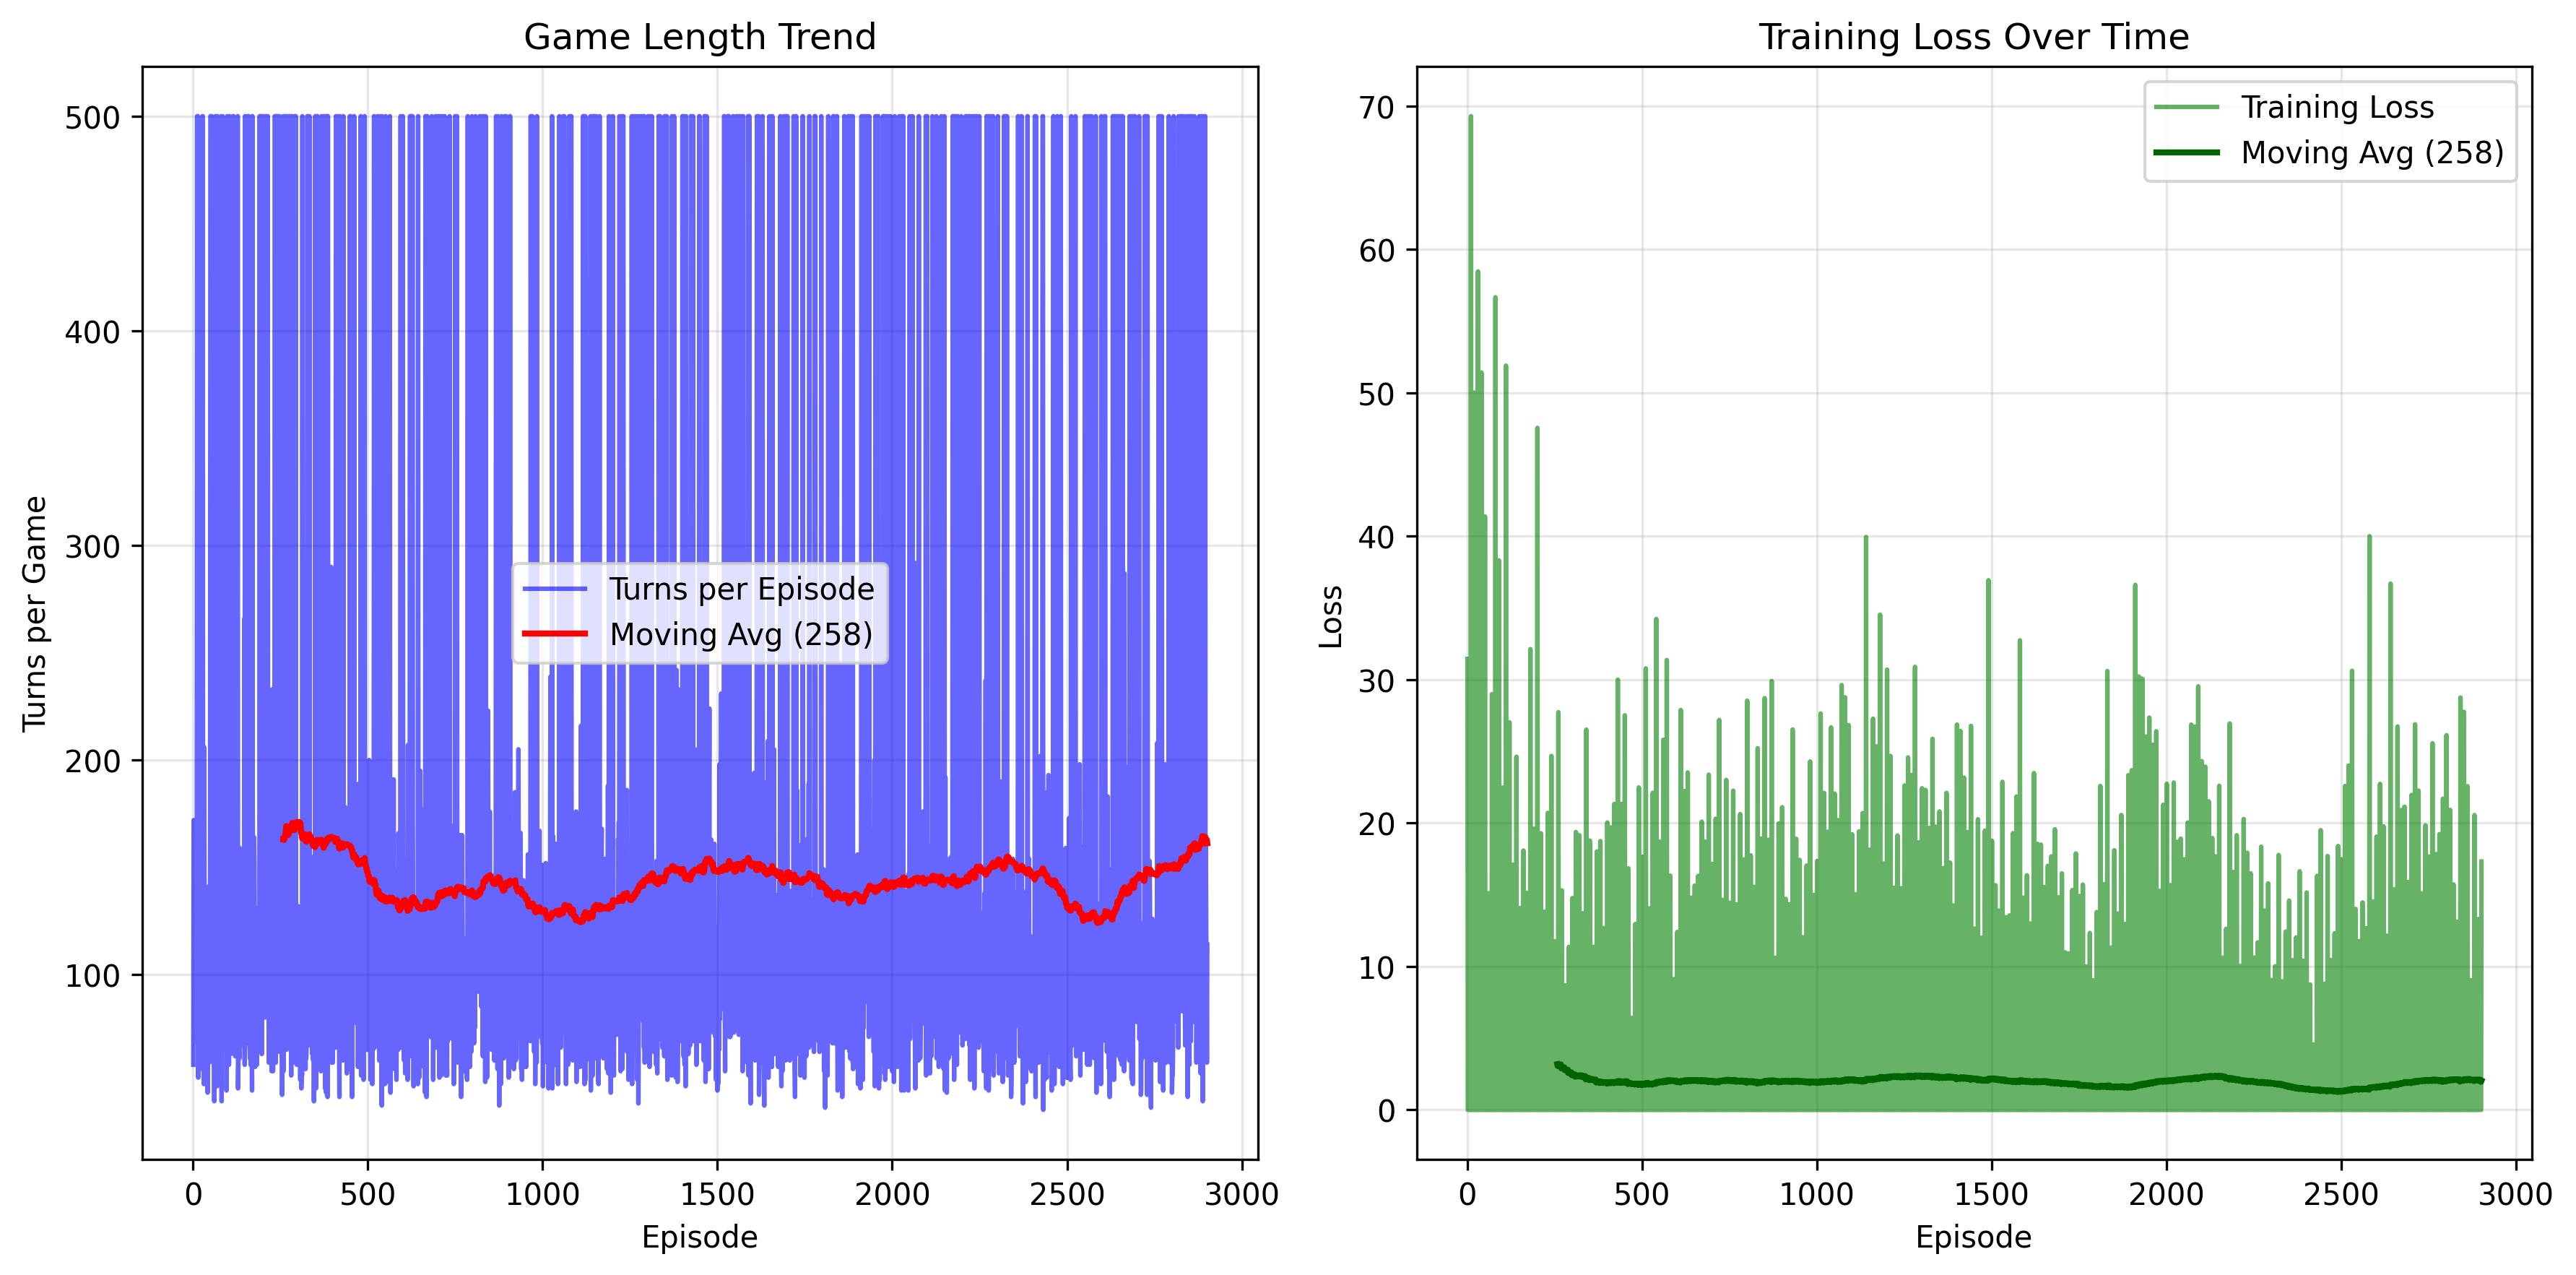 Game Length Trend
Turns per Game
500
400
300
200
100
Turns per Episode
Moving Avg (258)
0
500
1000
1500
2000
2500
3000
Episode
Training Loss Over Time
Loss
70
60
50
40
30
20
10
0
Training Loss
Moving Avg (258)
0
500
1000
1500
2000
2500
3000
Episode